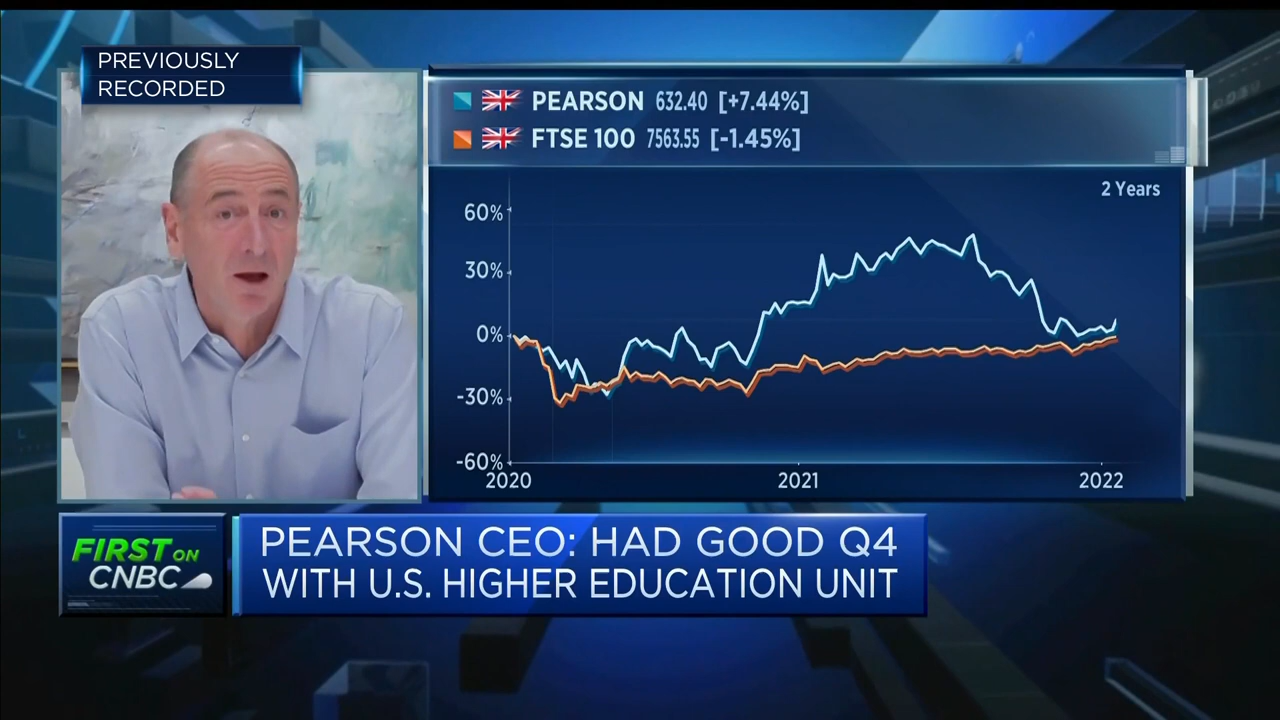 PREVIOUSLY
RECORDED
PEARSON 632.40 [+7.44%]
FTSE 100 7563.55 [-1.45%]
2 Years
60%
30%
0%
-30%
-60%
2020 2021 2022
FIRST ON
CNBC
PEARSON CEO: HAD GOOD Q4
WITH U.S. HIGHER EDUCATION UNIT